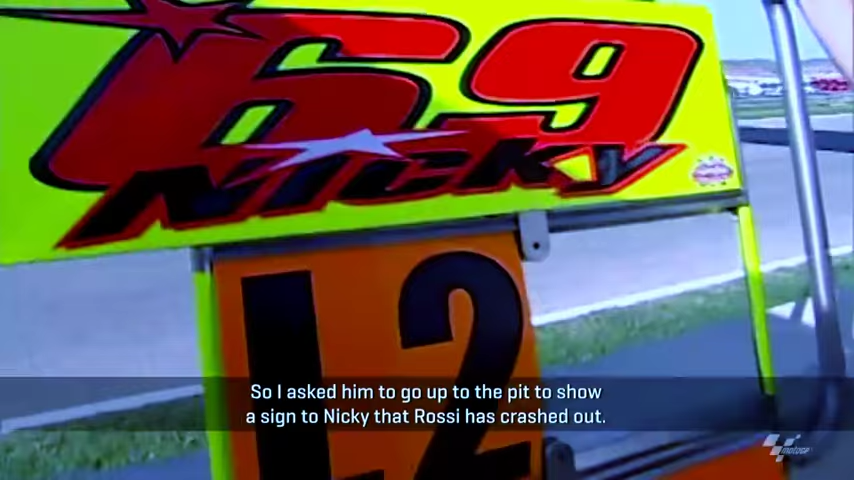 69
Nicky
L2
So I asked him to go up to the pit to show
a sign to Nicky that Rossi has crashed out.
motogp